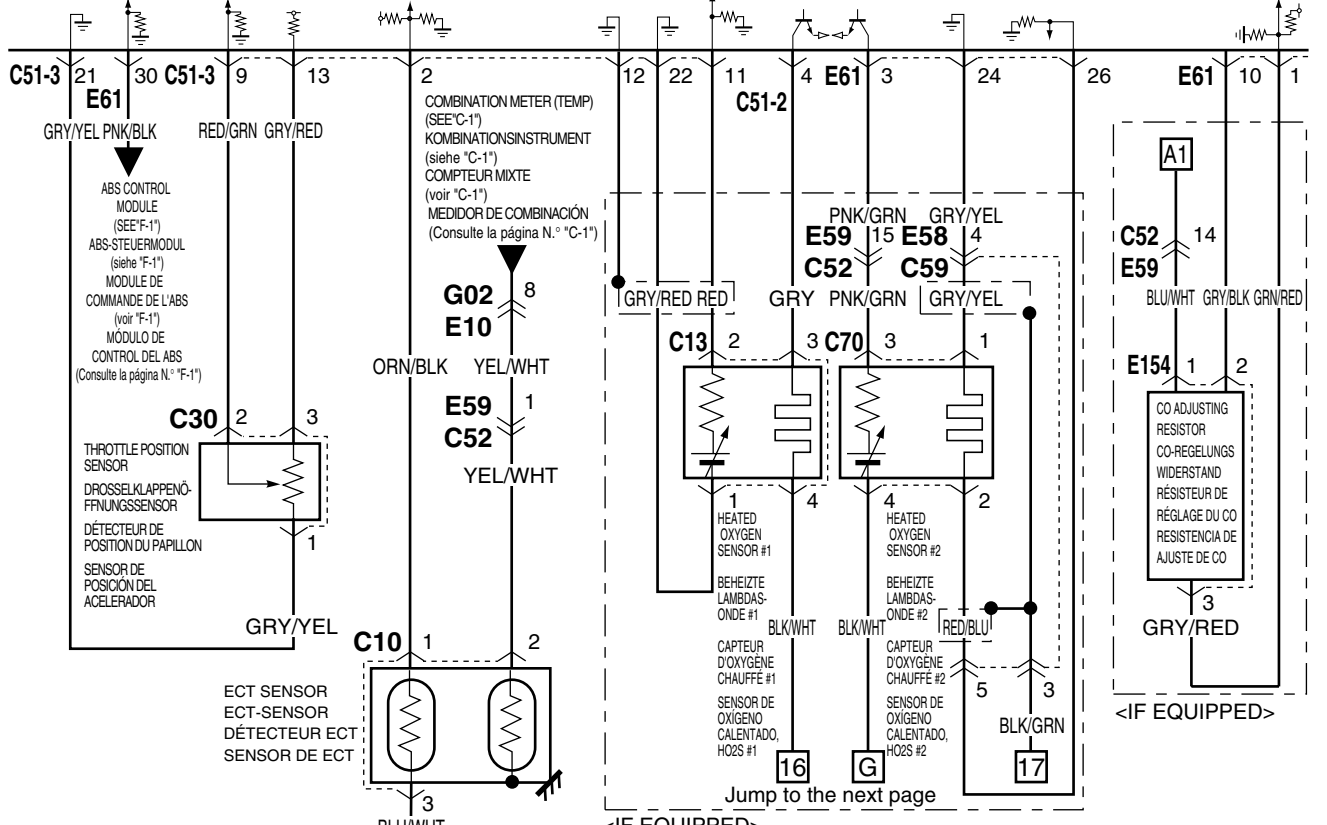 C51-3 21 30 C51-3 9 13 2 12 22 11 4 E61 3 24 26 E61 10 1
E61
C51-2
GRY/YEL PNK/BLK RED/GRN GRY/RED
ABS CONTROL
MODULE
(SEE"F-1")
ABS-STEUERMODUL
(siehe "F-1")
MODULE DE
COMMANDE DE L'ABS
(voir "F-1")
MÓDULO DE
CONTROL DEL ABS
(Consulte la página N.° "F-1")
COMBINATION METER (TEMP)
(SEE"C-1")
KOMBINATIONSINSTRUMENT
(siehe "C-1")
COMPTEUR MIXTE
(voir "C-1")
MEDIDOR DE COMBINACIÓN
(Consulte la página N.° "C-1")
G02 8
E10
ORN/BLK YEL/WHT
E59 1
C52
YEL/WHT
C30 2 3
THROTTLE POSITION
SENSOR
DROSSELKLAPPENÖ-
FFNUNGSSENSOR
DÉTECTEUR DE
POSITION DU PAPILLON
SENSOR DE
POSICIÓN DEL
ACELERADOR
1
GRY/YEL
C10 1 2
ECT SENSOR
ECT-SENSOR
DÉTECTEUR ECT
SENSOR DE ECT
3
BLU/WHT
PNK/GRN GRY/YEL
E59 15 E58 4
C52 C59
GRY/RED RED GRY PNK/GRN GRY/YEL
C13 2 3 C70 3 1
1 4 4 2
HEATED
OXYGEN
SENSOR #1
BEHEIZTE
LAMBDAS-
ONDE #1
CAPTEUR
D'OXYGÈNE
CHAUFFÉ #1
SENSOR DE
OXÍGENO
CALENTADO,
HO2S #1
HEATED
OXYGEN
SENSOR #2
BEHEIZTE
LAMBDAS-
ONDE #2
CAPTEUR
D'OXYGÈNE
CHAUFFÉ #2
SENSOR DE
OXÍGENO
CALENTADO,
HO2S #2
BLK/WHT BLK/WHT RED/BLU
5 3
BLK/GRN
16 G 17
Jump to the next page
<IF EQUIPPED>
A1
C52 14
E59
BLU/WHT GRY/BLK GRN/RED
E154 1 2
CO ADJUSTING
RESISTOR
CO-REGELUNGS
WIDERSTAND
RÉSISTEUR DE
RÉGLAGE DU CO
RESISTENCIA DE
AJUSTE DE CO
3
GRY/RED
<IF EQUIPPED>